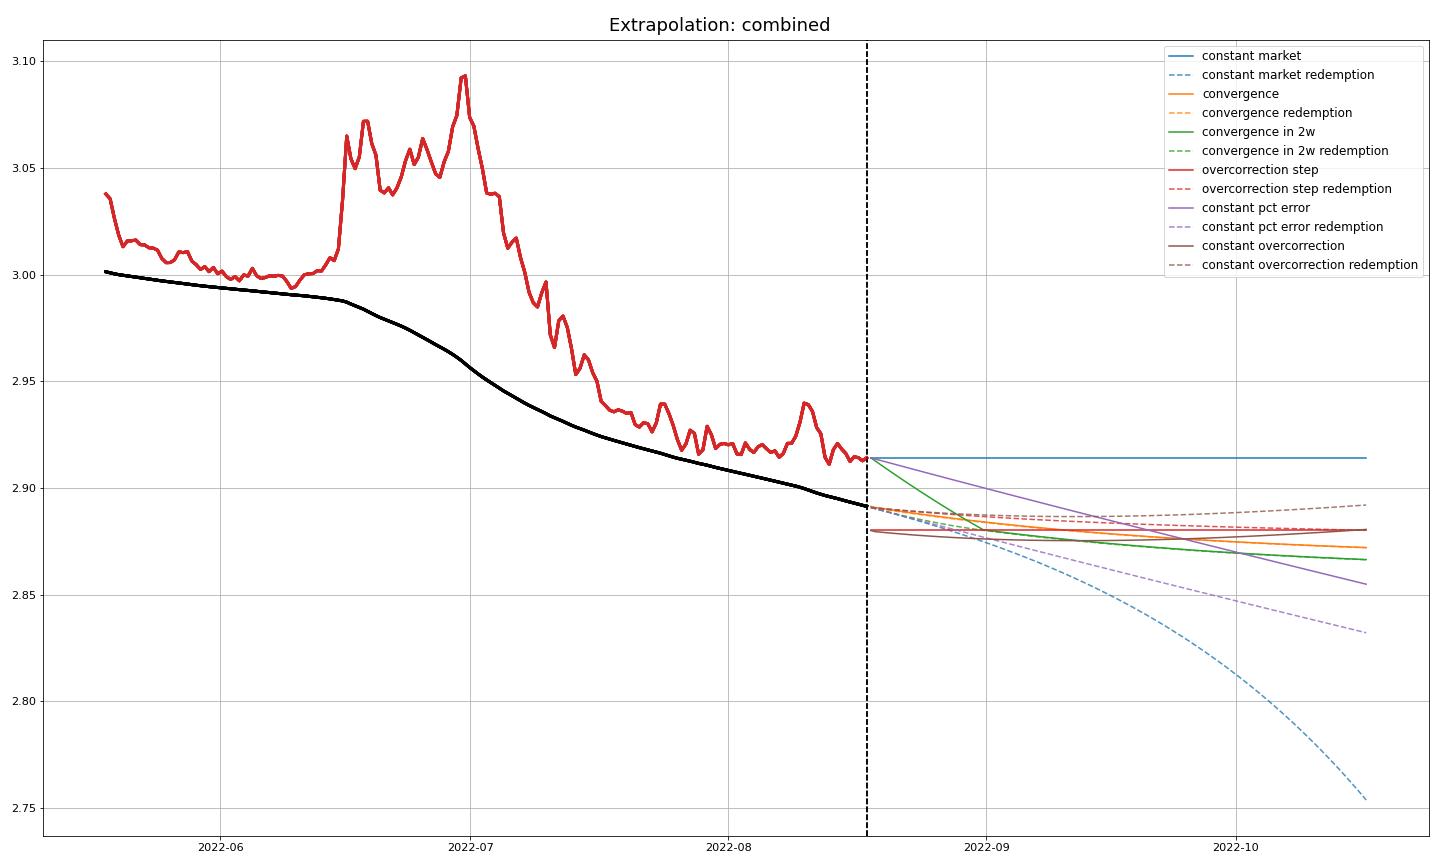 Extrapolation: combined
3.10
3.05
3.00
2.95
2.90
2.85
2.80
2.75
2022-06
2022-07
2022-08
2022-09
2022-10
constant market
constant market redemption
convergence
convergence redemption
convergence in 2w
convergence in 2w redemption
overcorrection step
overcorrection step redemption
constant pct error
constant pct error redemption
constant overcorrection
constant overcorrection redemption